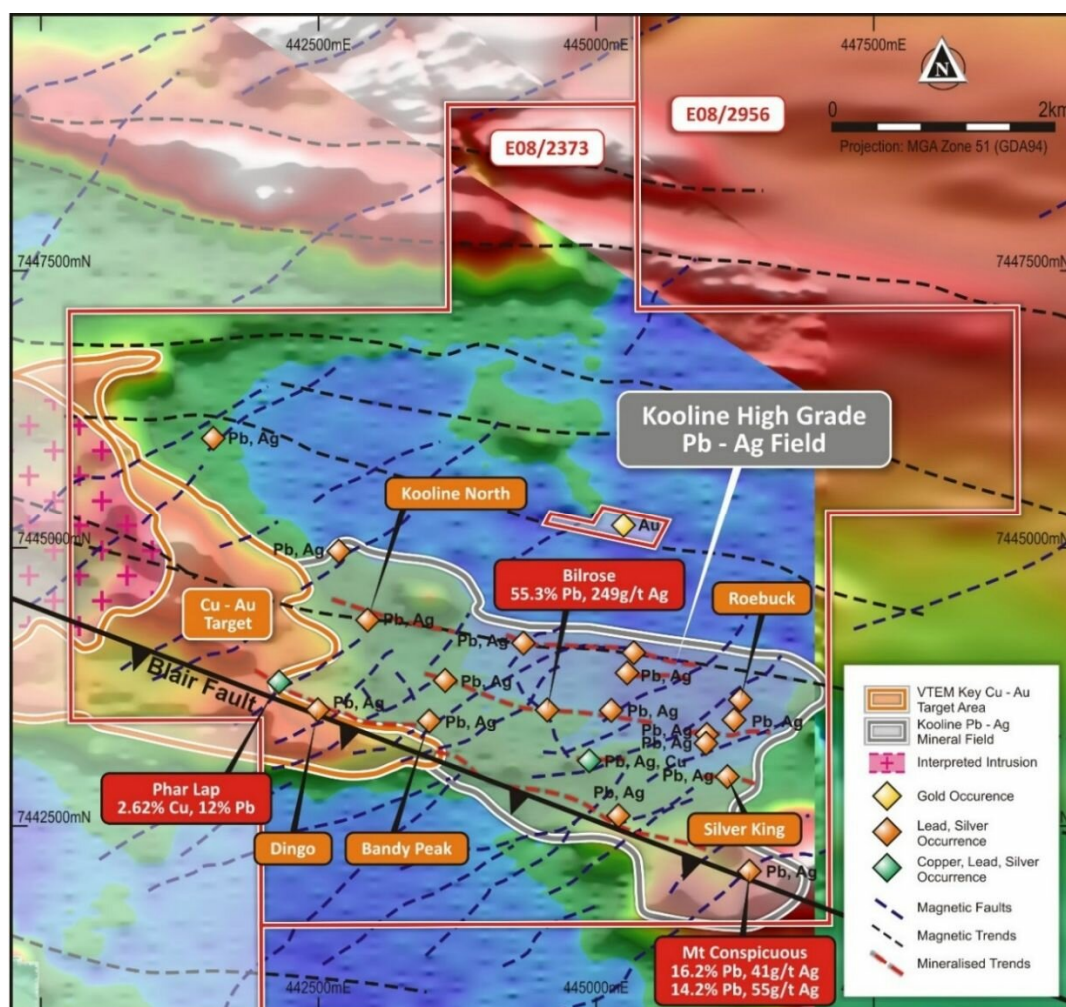 442500mE
445000mE
447500mE
N
E08/2373
E08/2956
0
2km
Projection: MGA Zone 51 (GDA94)
7447500mN
7447500mN
Kooline High Grade
Pb - Ag Field
Pb, Ag
Kooline North
Au
7445000mN
7445000mN
Pb, Ag
Bilrose
55.3% Pb, 249g/t Ag
Roebuck
Cu - Au
Target
Pb, Ag
Pb, Ag
Pb, Ag
Blair Fault
Pb, Ag
Pb, Ag
Pb, Ag
Pb, Ag
Pb, Ag
Pb, Ag
Pb, Ag
Pb, Ag, Cu
Pb, Ag
Pb, Ag
Phar Lap
2.62% Cu, 12% Pb
Dingo
Bandy Peak
Silver King
7442500mN
Pb, Ag
Mt Conspicuous
16.2% Pb, 41g/t Ag
14.2% Pb, 55g/t Ag
442500mE
445000mE
VTEM Key Cu - Au
Target Area
Kooline Pb - Ag
Mineral Field
Interpreted Intrusion
Gold Occurence
Lead, Silver
Occurrence
Copper, Lead, Silver
Occurrence
Magnetic Faults
Magnetic Trends
Mineralised Trends